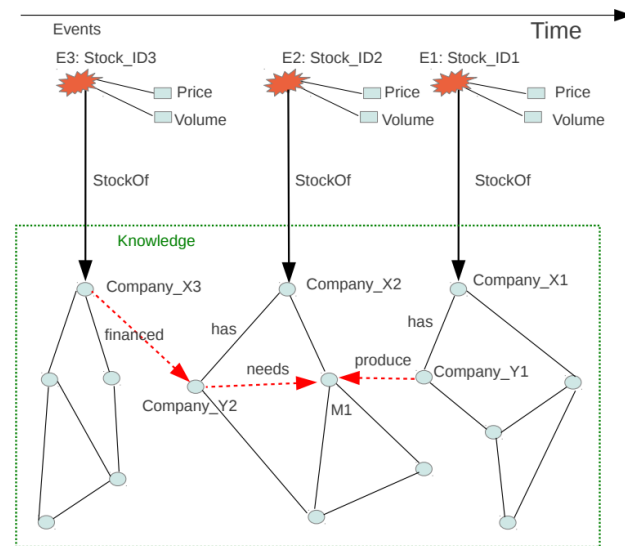 Events
Time
E3: Stock_ID3
E2: Stock_ID2
E1: Stock_ID1
Price
Price
Price
Volume
Volume
Volume
StockOf
StockOf
StockOf
Knowledge
Company_X3
Company_X2
Company_X1
financed
has
has
needs
produce
Company_Y2
M1
Company_Y1